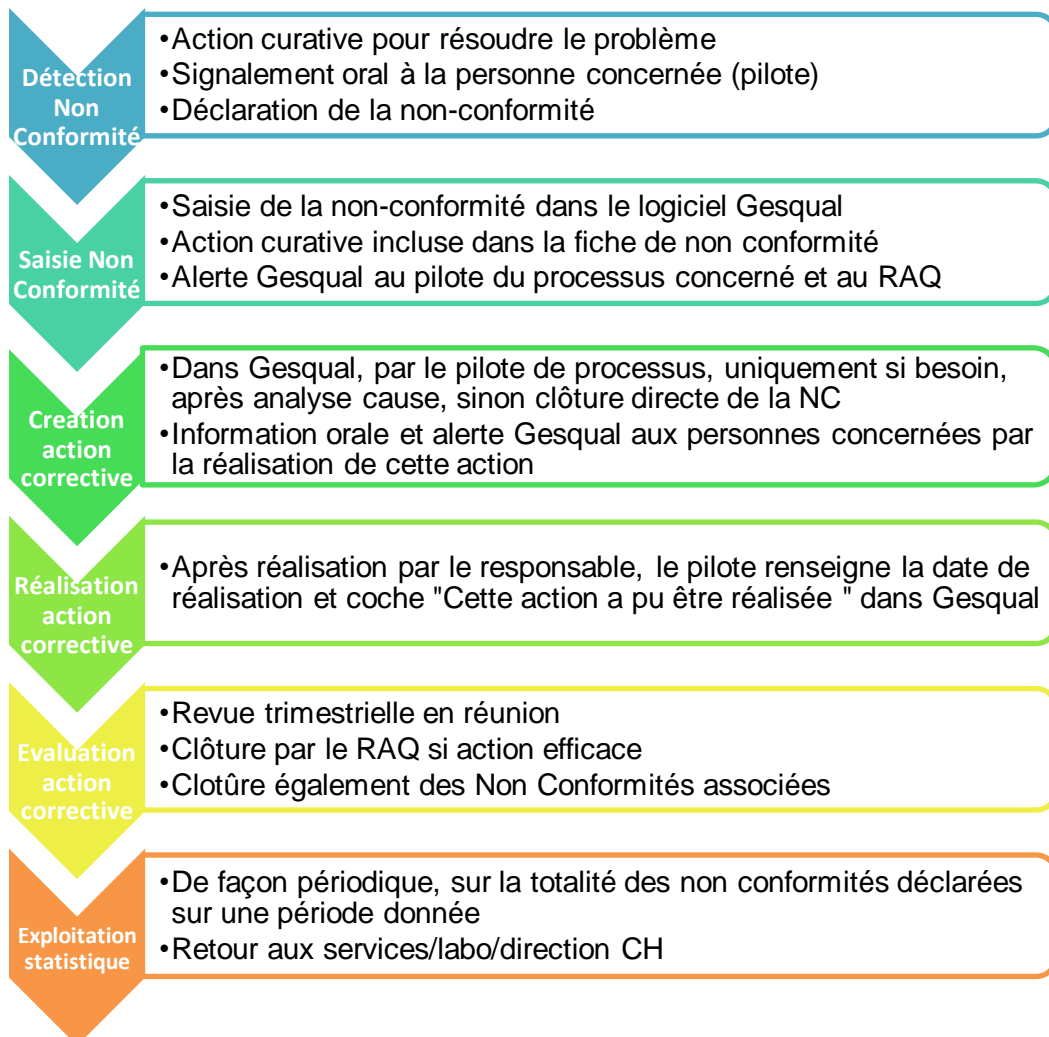 Détection
Non
Conformité
•Action curative pour résoudre le problème
•Signalement oral à la personne concernée (pilote)
•Déclaration de la non-conformité
Saisie Non
Conformité
•Saisie de la non-conformité dans le logiciel Gesqual
•Action curative incluse dans la fiche de non conformité
•Alerte Gesqual au pilote du processus concerné et au RAQ
Creation
action
corrective
•Dans Gesqual, par le pilote de processus, uniquement si besoin,
après analyse cause, sinon clôture directe de la NC
•Information orale et alerte Gesqual aux personnes concernées par
la réalisation de cette action
Réalisation
action
corrective
•Après réalisation par le responsable, le pilote renseigne la date de
réalisation et coche "Cette action a pu être réalisée " dans Gesqual
Evaluation
action
corrective
•Revue trimestrielle en réunion
•Clôture par le RAQ si action efficace
•Clotûre également des Non Conformités associées
Exploitation
statistique
•De façon périodique, sur la totalité des non conformités déclarées
sur une période donnée
•Retour aux services/labo/direction CH